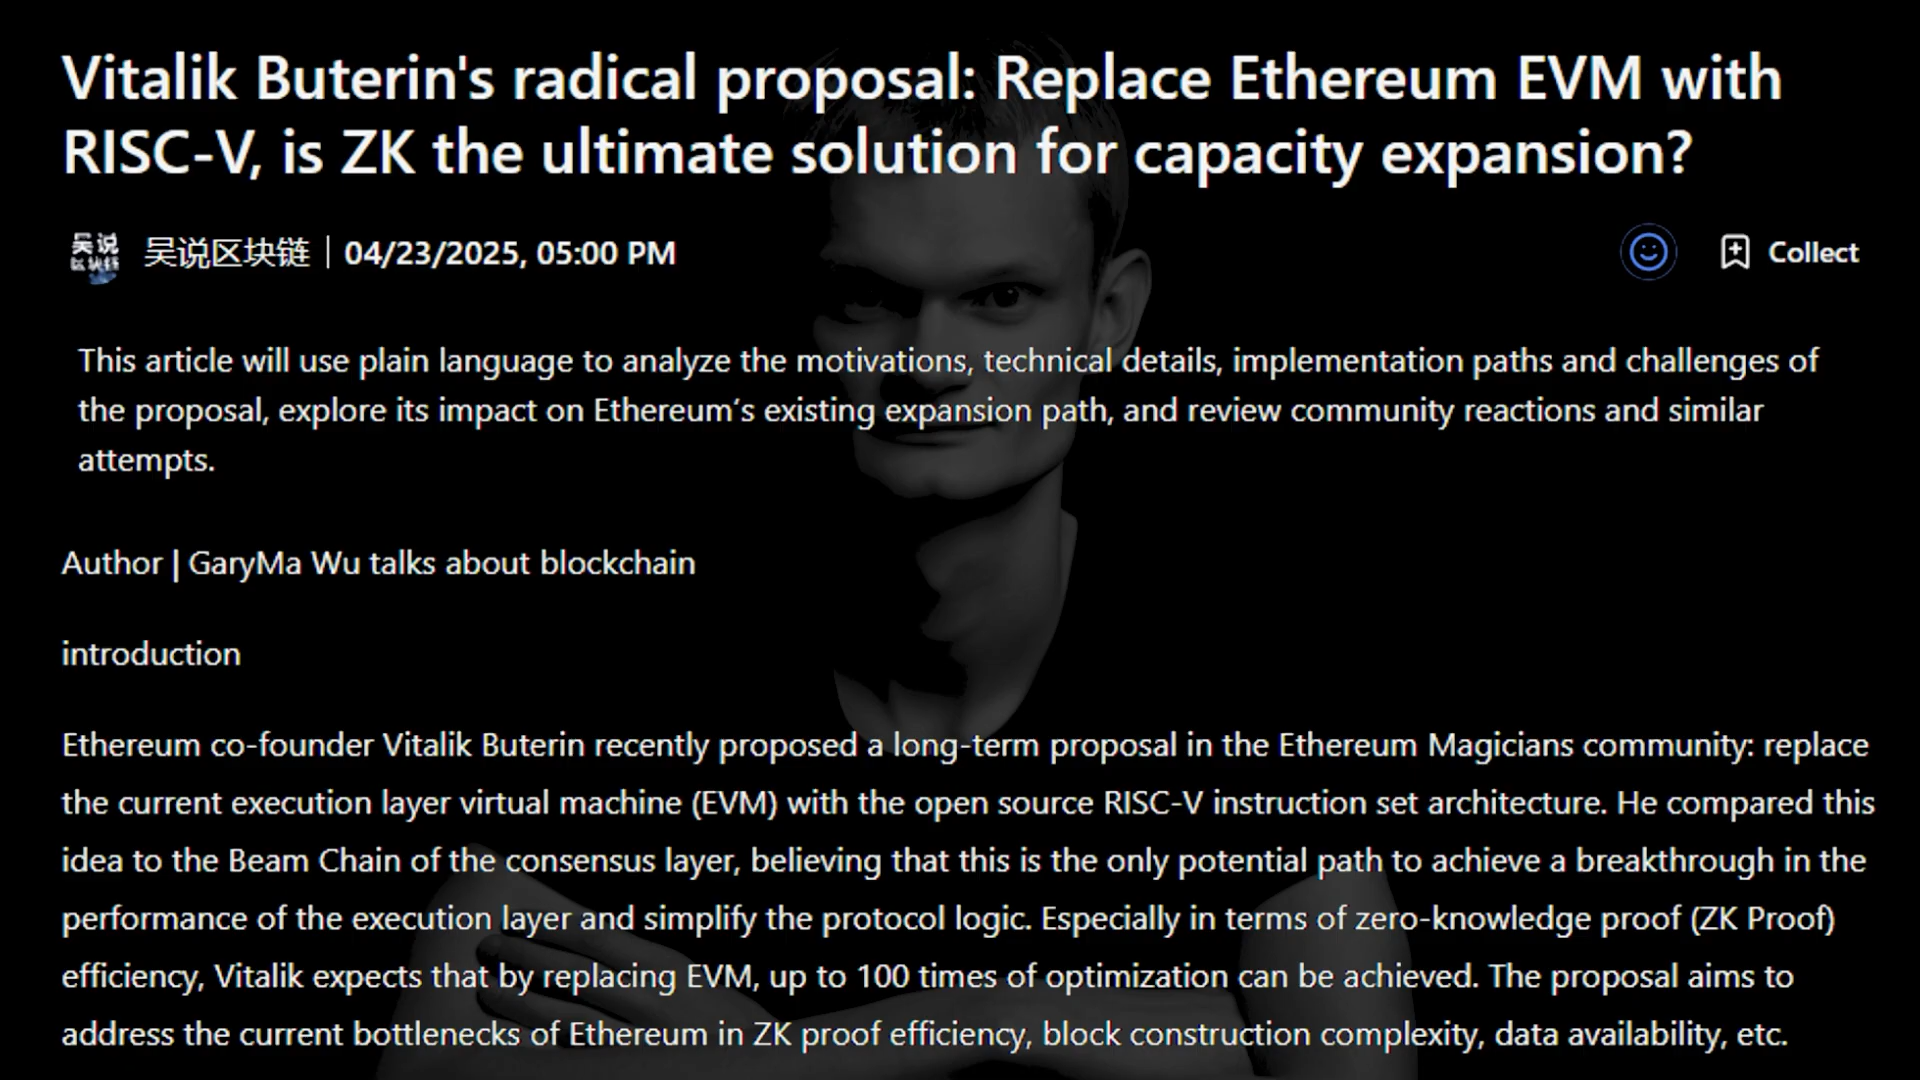 Vitalik Buterin's radical proposal: Replace Ethereum EVM with
RISC-V, is ZK the ultimate solution for capacity expansion?
吴说区块链
吴说区块链 | 04/23/2025, 05:00 PM
Collect
This article will use plain language to analyze the motivations, technical details, implementation paths and challenges of
the proposal, explore its impact on Ethereum‘s existing expansion path, and review community reactions and similar
attempts.
Author | GaryMa Wu talks about blockchain
introduction
Ethereum co-founder Vitalik Buterin recently proposed a long-term proposal in the Ethereum Magicians community: replace
the current execution layer virtual machine (EVM) with the open source RISC-V instruction set architecture. He compared this
idea to the Beam Chain of the consensus layer, believing that this is the only potential path to achieve a breakthrough in the
performance of the execution layer and simplify the protocol logic. Especially in terms of zero-knowledge proof (ZK Proof)
efficiency, Vitalik expects that by replacing EVM, up to 100 times of optimization can be achieved. The proposal aims to
address the current bottlenecks of Ethereum in ZK proof efficiency, block construction complexity, data availability, etc.